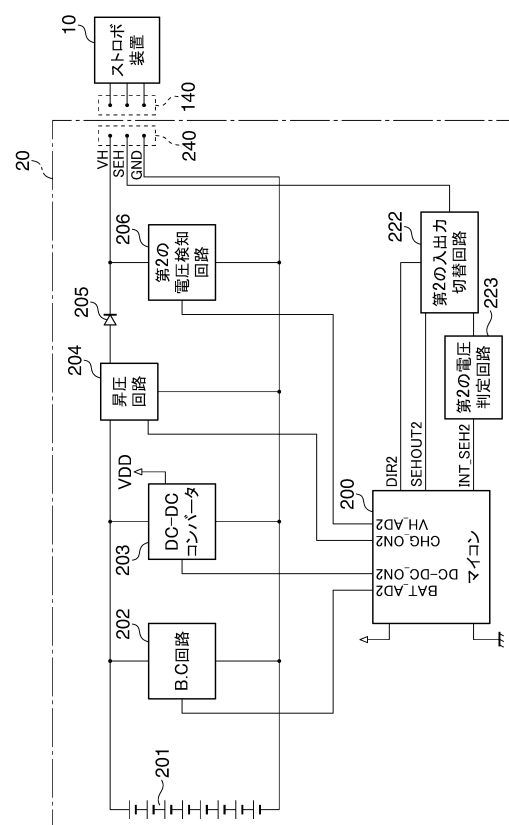 20
10
ストロボ
装置
140
240
VH
SEH
GND
206
第2の
電圧検知
回路
205
204
昇圧
回路
VDD
203
DC-DC
コンバータ
202
B.C回路
201
222
第2の入出力
切替回路
223
第2の電圧
判定回路
DIR2
SEHOUT2
INT_SEH2
200
VH_AD2
CHG_ON2
DC-DC_ON2
BAT_AD2
マイコン